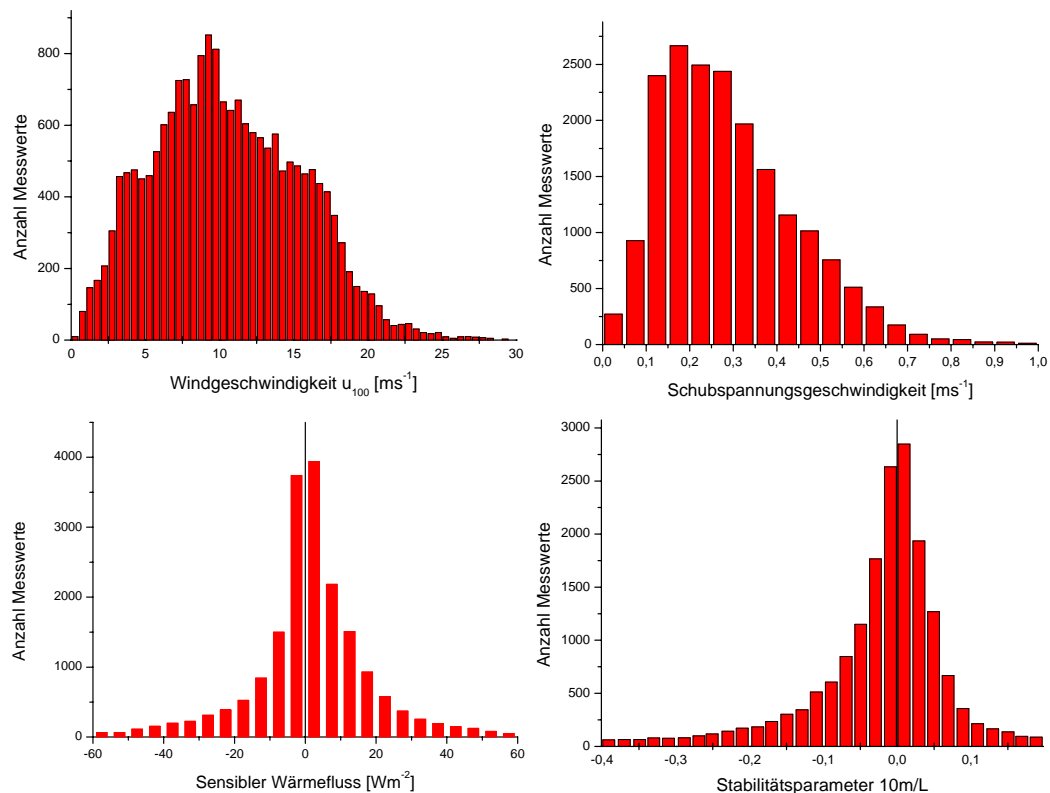 Anzahl Messwerte
800
600
400
200
0
0 5 10 15 20 25 30
Windgeschwindigkeit u₁₀₀ [ms⁻¹]
Anzahl Messwerte
2500
2000
1500
1000
500
0
0,0 0,1 0,2 0,3 0,4 0,5 0,6 0,7 0,8 0,9 1,0
Schubspannungsgeschwindigkeit [ms⁻¹]
Anzahl Messwerte
4000
3000
2000
1000
0
-60 -40 -20 0 20 40 60
Sensibler Wärmefluss [Wm⁻²]
Anzahl Messwerte
3000
2500
2000
1500
1000
500
0
-0,4 -0,3 -0,2 -0,1 0,0 0,1
Stabilitätsparameter 10m/L